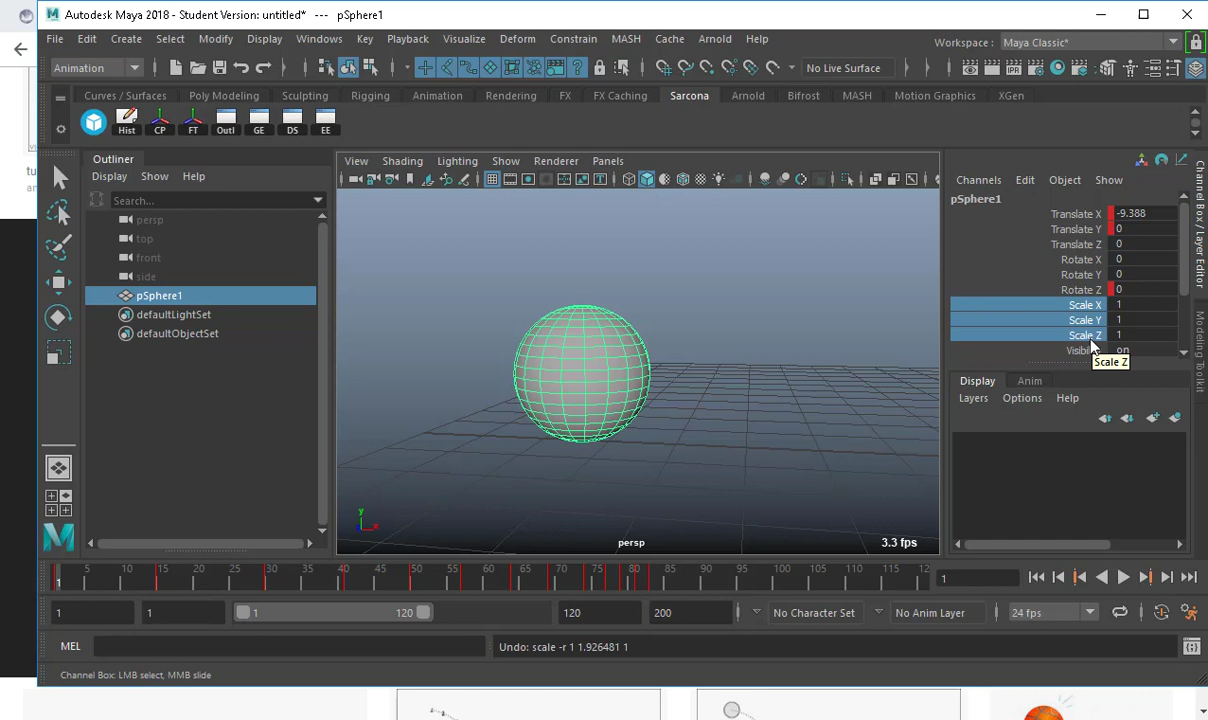 Autodesk Maya 2018 - Student Version: untitled* --- pSphere1
File Edit Create Select Modify Display Windows Key Playback Visualize Deform Constrain MASH Cache Arnold Help
Workspace : Maya Classic*
Animation
No Live Surface
Curves / Surfaces Poly Modeling Sculpting Rigging Animation Rendering FX FX Caching Sarcona Arnold Bifrost MASH Motion Graphics XGen
Hist CP FT Outl GE DS EE
Outliner
Display Show Help
Search...
persp
top
front
side
pSphere1
defaultLightSet
defaultObjectSet
View Shading Lighting Show Renderer Panels
persp
3.3 fps
y
x
Channels Edit Object Show
pSphere1
Translate X -9.388
Translate Y 0
Translate Z 0
Rotate X 0
Rotate Y 0
Rotate Z 0
Scale X 1
Scale Y 1
Scale Z 1
on
Scale Z
Display Anim
Layers Options Help
Channel Box / Layer Editor
Modeling Toolkit
5 10 15 20 25 30 35 40 45 50 55 60 65 70 75 80 85 90 95 100 105 110 115
1
1
1 1 1 120 120 200 No Character Set No Anim Layer 24 fps
MEL
Undo: scale -r 1 1.926481 1
Channel Box: LMB select, MMB slide